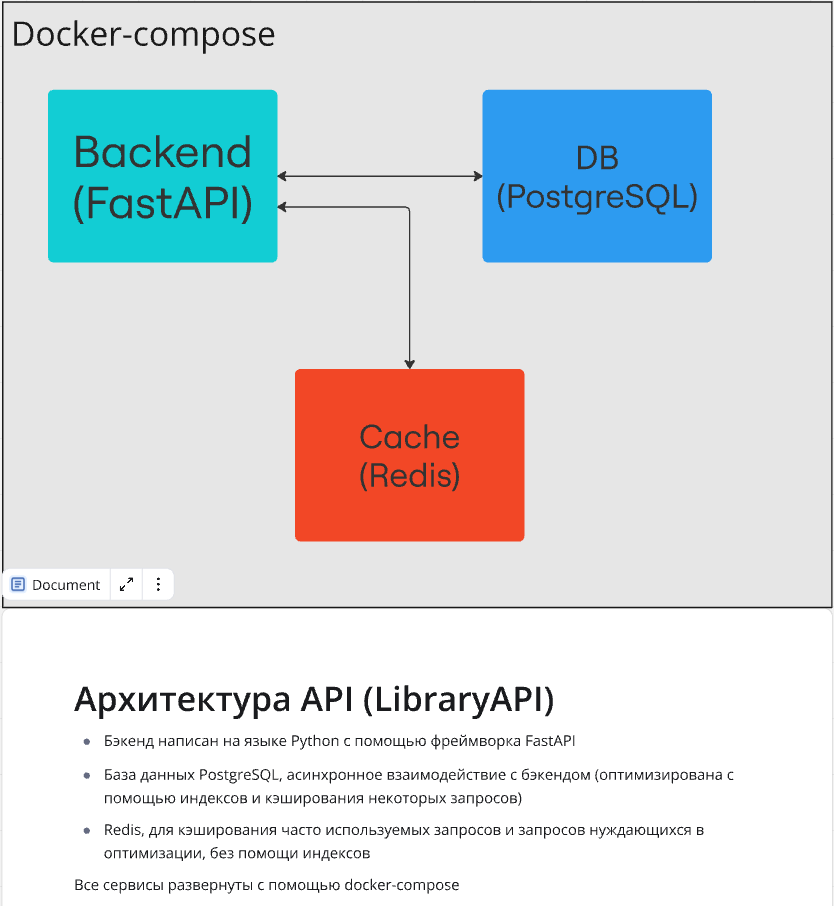 Docker-compose
Backend
(FastAPI)
DB
(PostgreSQL)
Cache
(Redis)
Document
Архитектура API (LibraryAPI)
Бэкенд написан на языке Python с помощью фреймворка FastAPI
База данных PostgreSQL, асинхронное взаимодействие с бэкендом (оптимизирована с
помощью индексов и кэширования некоторых запросов)
Redis, для кэширования часто используемых запросов и запросов нуждающихся в
оптимизации, без помощи индексов
Все сервисы развернуты с помощью docker-compose